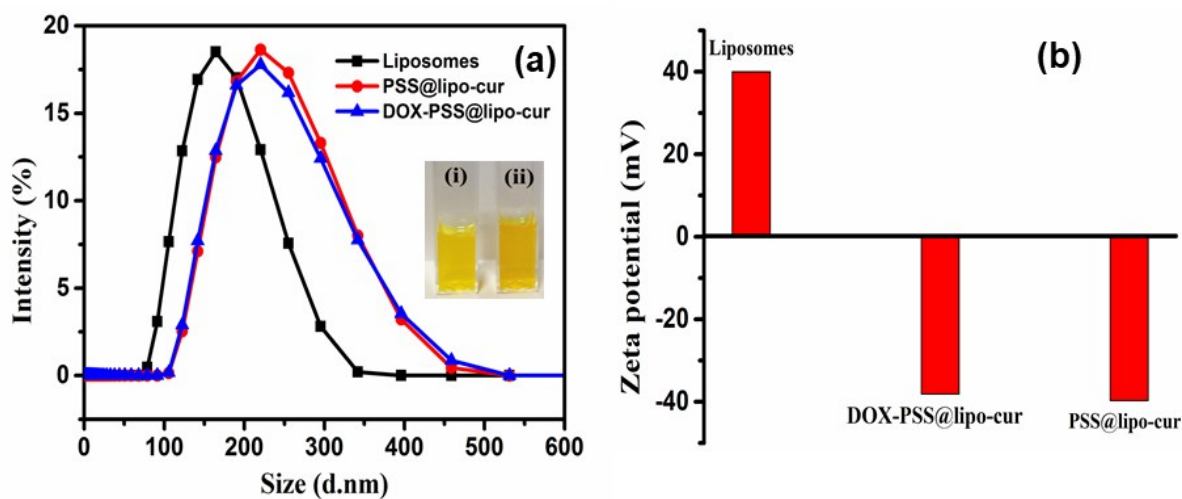 (a)
Liposomes
PSS@lipo-cur
DOX-PSS@lipo-cur
(i) (ii)
Intensity (%)
20
15
10
5
0
0 100 200 300 400 500 600
Size (d.nm)
(b)
Liposomes
Zeta potential (mV)
40
20
0
-20
-40
DOX-PSS@lipo-cur
PSS@lipo-cur